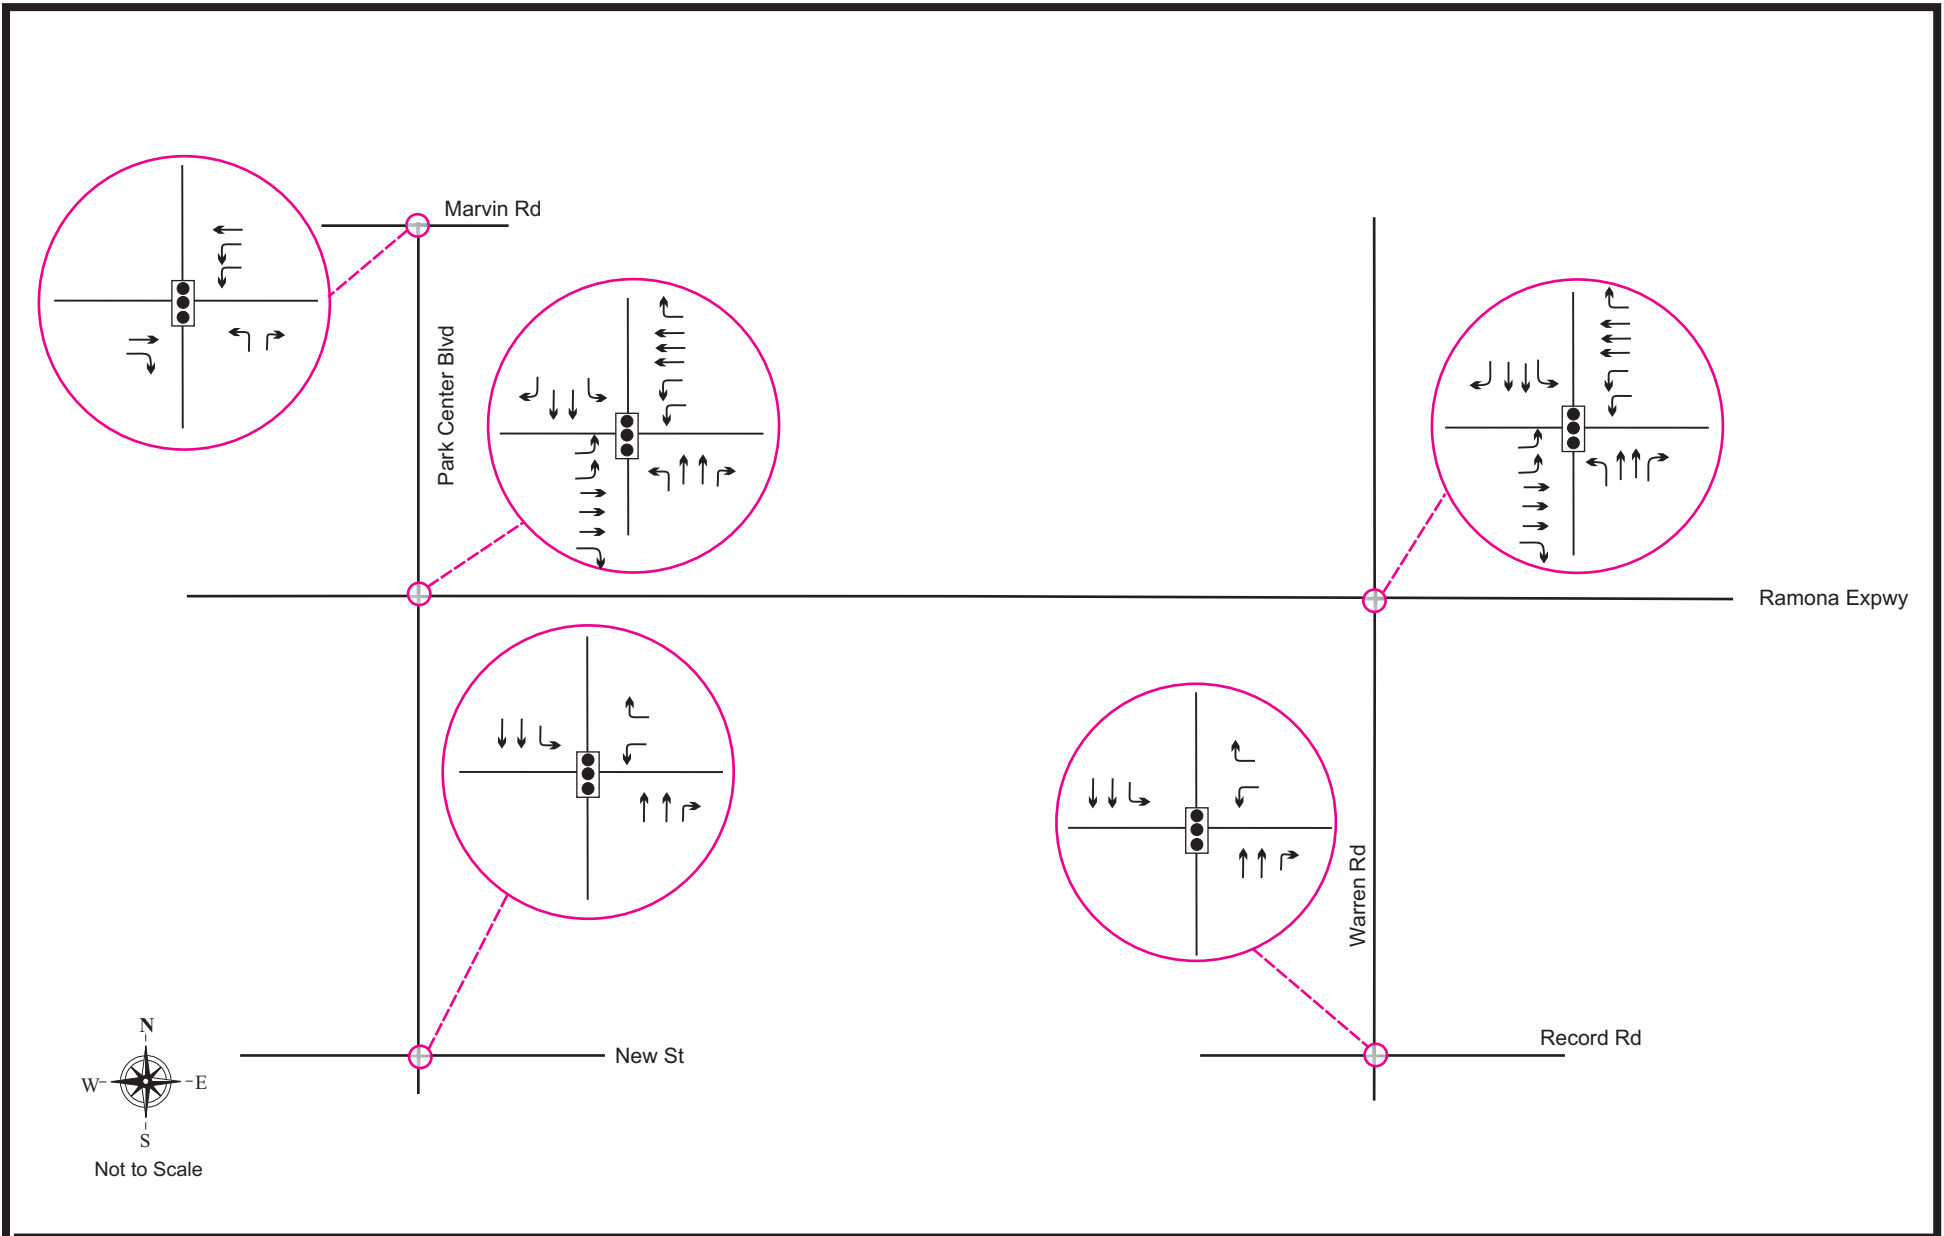 Marvin Rd
Park Center Blvd
Ramona Expwy
Warren Rd
New St
Record Rd
N
W
E
S
Not to Scale